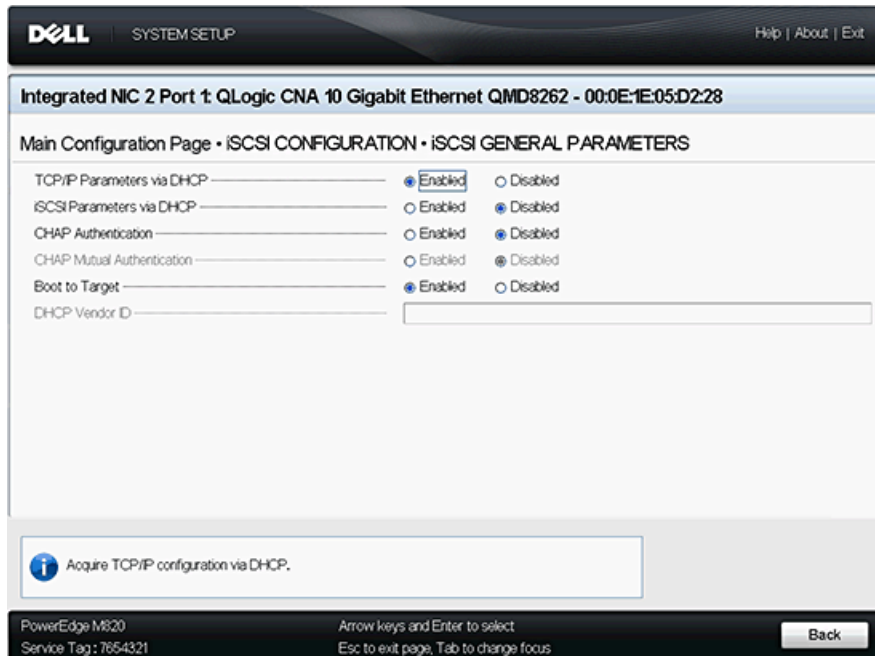 DELL SYSTEM SETUP Help | About | Exit
Integrated NIC 2 Port 1: QLogic CNA 10 Gigabit Ethernet QMD8262 - 00:0E:1E:05:D2:28
Main Configuration Page • iSCSI CONFIGURATION • iSCSI GENERAL PARAMETERS
TCP/IP Parameters via DHCP Enabled Disabled
iSCSI Parameters via DHCP Enabled Disabled
CHAP Authentication Enabled Disabled
CHAP Mutual Authentication Enabled Disabled
Boot to Target Enabled Disabled
DHCP Vendor ID
Acquire TCP/IP configuration via DHCP.
PowerEdge M820 Arrow keys and Enter to select
Service Tag : 7654321 Esc to exit page, Tab to change focus
Back